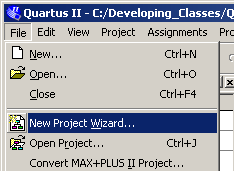 Quartus II - C:/Developing_Classes/Q
File Edit View Project Assignments P
New... Ctrl+N
Open... Ctrl+O
Close Ctrl+F4
New Project Wizard...
Open Project... Ctrl+J
Convert MAX+PLUS II Project...